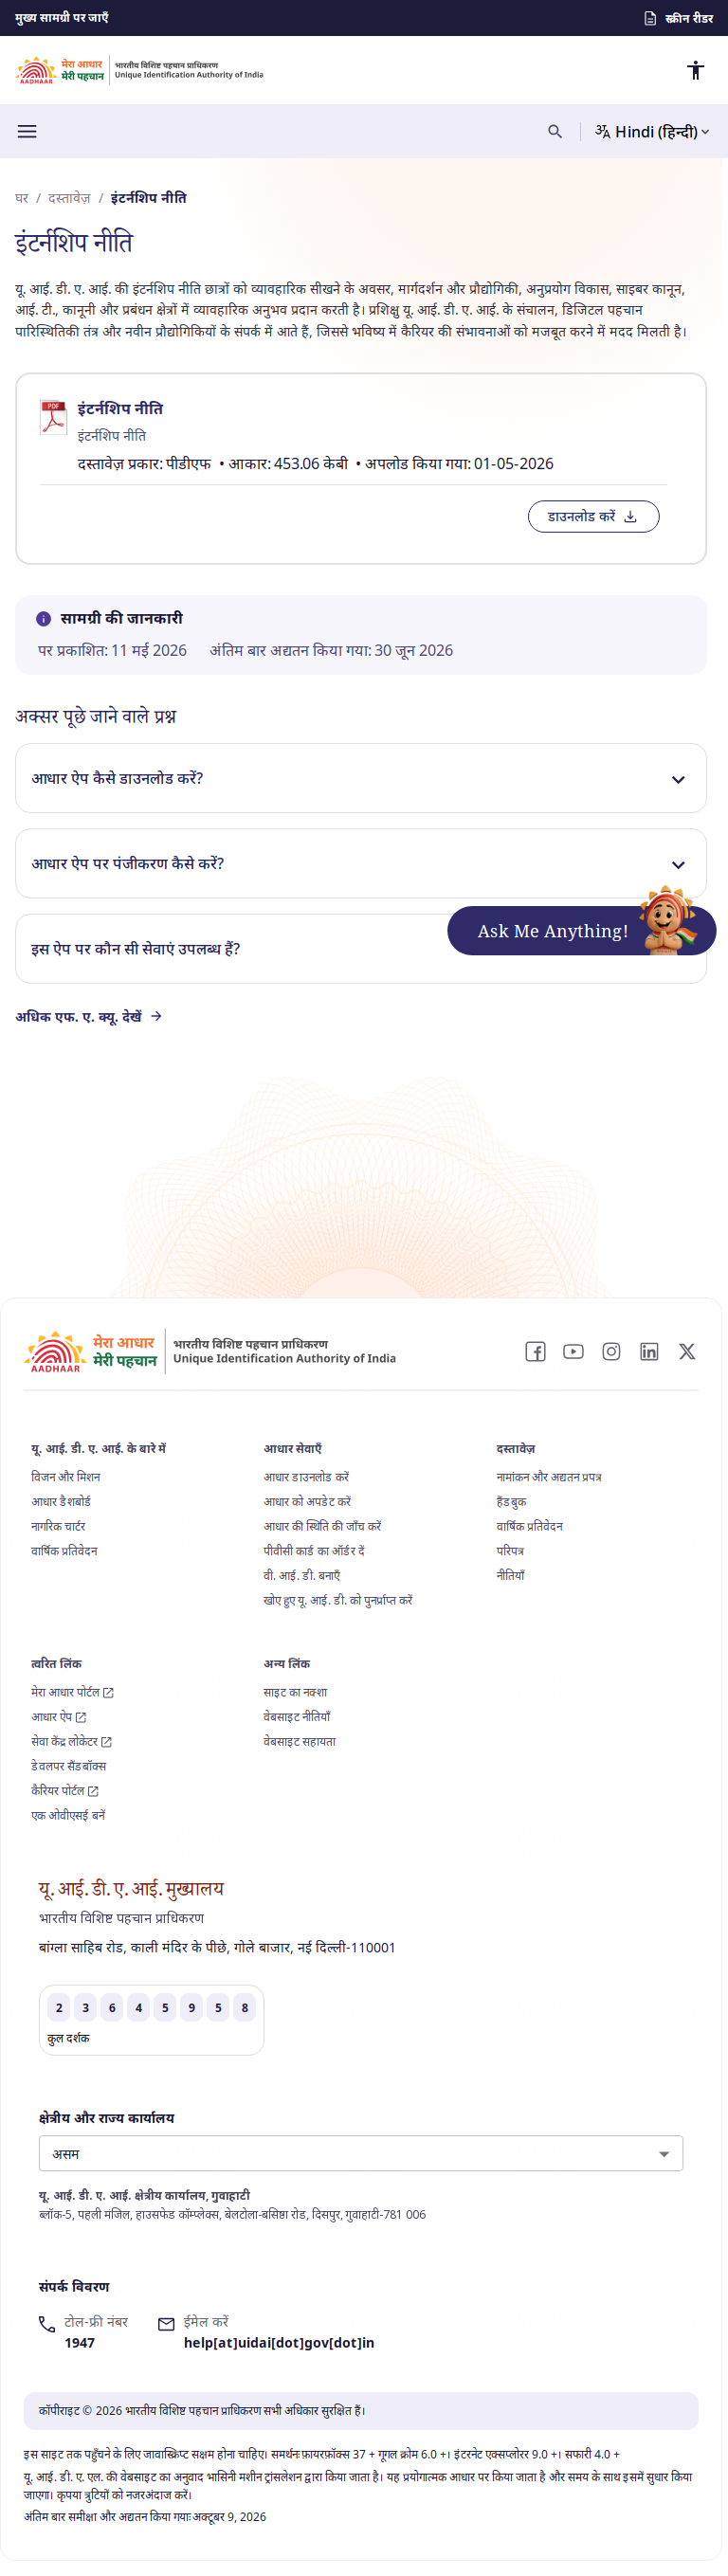 मुख्य सामग्री पर जाएँ
स्क्रीन रीडर
मेरा आधार
मेरी पहचान
AADHAAR
भारतीय विशिष्ट पहचान प्राधिकरण
Unique Identification Authority of India
Hindi (हिन्दी)
घर / दस्तावेज़ / इंटर्नशिप नीति
इंटर्नशिप नीति
यू. आई. डी. ए. आई. की इंटर्नशिप नीति छात्रों को व्यावहारिक सीखने के अवसर, मार्गदर्शन और प्रौद्योगिकी, अनुप्रयोग विकास, साइबर कानून,
आई. टी., कानूनी और प्रबंधन क्षेत्रों में व्यावहारिक अनुभव प्रदान करती है। प्रशिक्षु यू. आई. डी. ए. आई. के संचालन, डिजिटल पहचान
पारिस्थितिकी तंत्र और नवीन प्रौद्योगिकियों के संपर्क में आते हैं, जिससे भविष्य में कैरियर की संभावनाओं को मजबूत करने में मदद मिलती है।
PDF
इंटर्नशिप नीति
इंटर्नशिप नीति
दस्तावेज़ प्रकार: पीडीएफ • आकार: 453.06 केबी • अपलोड किया गया: 01-05-2026
डाउनलोड करें
सामग्री की जानकारी
पर प्रकाशित: 11 मई 2026 अंतिम बार अद्यतन किया गया: 30 जून 2026
अक्सर पूछे जाने वाले प्रश्न
आधार ऐप कैसे डाउनलोड करें?
आधार ऐप पर पंजीकरण कैसे करें?
Ask Me Anything!
इस ऐप पर कौन सी सेवाएं उपलब्ध हैं?
अधिक एफ. ए. क्यू. देखें
मेरा आधार
मेरी पहचान
AADHAAR
भारतीय विशिष्ट पहचान प्राधिकरण
Unique Identification Authority of India
यू. आई. डी. ए. आई. के बारे में
विजन और मिशन
आधार डैशबोर्ड
नागरिक चार्टर
वार्षिक प्रतिवेदन
आधार सेवाएँ
आधार डाउनलोड करें
आधार को अपडेट करें
आधार की स्थिति की जाँच करें
पीवीसी कार्ड का ऑर्डर दें
वी. आई. डी. बनाएँ
खोए हुए यू. आई. डी. को पुनर्प्राप्त करें
दस्तावेज़
नामांकन और अद्यतन प्रपत्र
हैंडबुक
वार्षिक प्रतिवेदन
परिपत्र
नीतियाँ
त्वरित लिंक
मेरा आधार पोर्टल
आधार ऐप
सेवा केंद्र लोकेटर
डेवलपर सैंडबॉक्स
कैरियर पोर्टल
एक ओवीएसई बनें
अन्य लिंक
साइट का नक्शा
वेबसाइट नीतियाँ
वेबसाइट सहायता
यू. आई. डी. ए. आई. मुख्यालय
भारतीय विशिष्ट पहचान प्राधिकरण
बांग्ला साहिब रोड, काली मंदिर के पीछे, गोले बाजार, नई दिल्ली-110001
2 3 6 4 5 9 5 8
कुल दर्शक
क्षेत्रीय और राज्य कार्यालय
असम
यू. आई. डी. ए. आई. क्षेत्रीय कार्यालय, गुवाहाटी
ब्लॉक-5, पहली मंजिल, हाउसफेड कॉम्प्लेक्स, बेलटोला-बसिष्ठा रोड, दिसपुर, गुवाहाटी-781 006
संपर्क विवरण
टोल-फ्री नंबर
1947
ईमेल करें
help[at]uidai[dot]gov[dot]in
कॉपीराइट © 2026 भारतीय विशिष्ट पहचान प्राधिकरण सभी अधिकार सुरक्षित हैं।
इस साइट तक पहुँचने के लिए जावास्क्रिप्ट सक्षम होना चाहिए। समर्थनः फ़ायरफ़ॉक्स 37 + गूगल क्रोम 6.0 +। इंटरनेट एक्सप्लोरर 9.0 +। सफारी 4.0 +
यू. आई. डी. ए. एल. की वेबसाइट का अनुवाद भासिनी मशीन ट्रांसलेशन द्वारा किया जाता है। यह प्रयोगात्मक आधार पर किया जाता है और समय के साथ इसमें सुधार किया
जाएगा। कृपया त्रुटियों को नजरअंदाज करें।
अंतिम बार समीक्षा और अद्यतन किया गयाः अक्टूबर 9, 2026